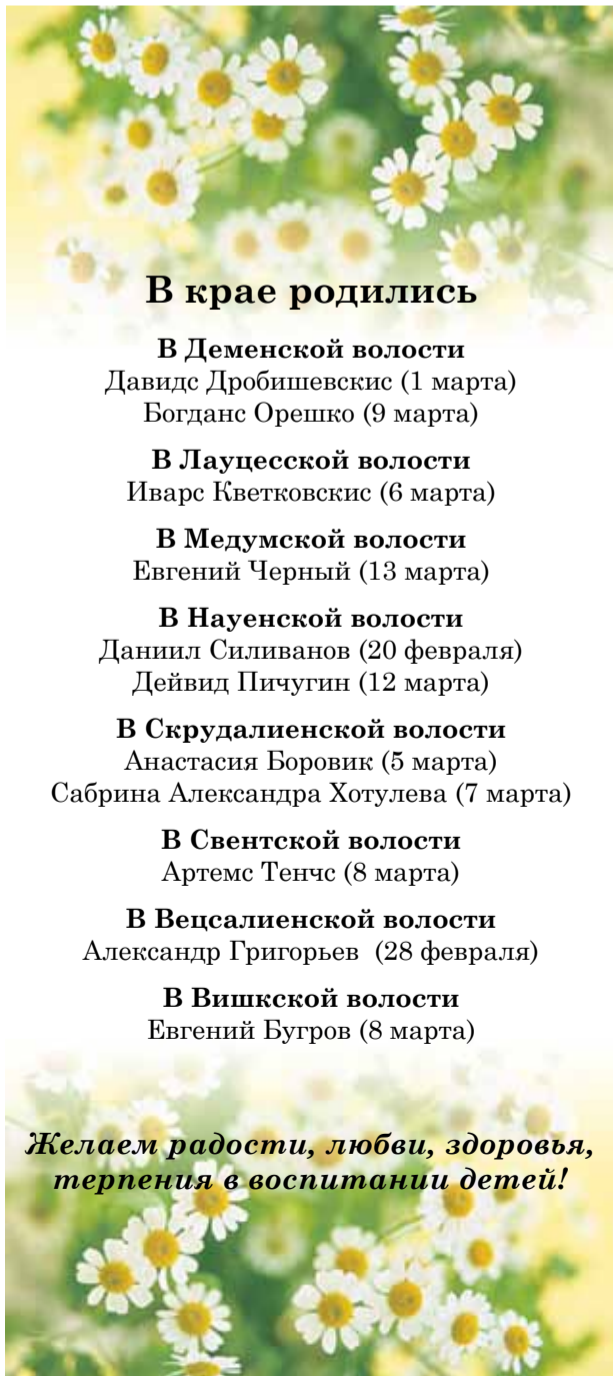 В крае родились
В Деменской волости
Давидс Дробишевскис (1 марта)
Богданс Орешко (9 марта)
В Лауцесской волости
Иварс Кветковскис (6 марта)
В Медумской волости
Евгений Черный (13 марта)
В Науенской волости
Даниил Силиванов (20 февраля)
Дейвид Пичугин (12 марта)
В Скрудалиенской волости
Анастасия Боровик (5 марта)
Сабрина Александра Хотулева (7 марта)
В Свентской волости
Артемс Тенчс (8 марта)
В Вецсалиенской волости
Александр Григорьев (28 февраля)
В Вишкской волости
Евгений Бугров (8 марта)
Желаем радости, любви, здоровья,
терпения в воспитании детей!